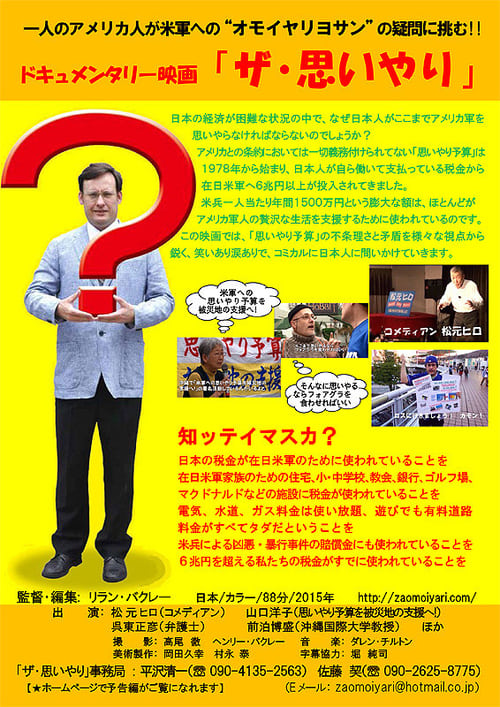 一人のアメリカ人が米軍への“オモイヤリヨサン”の疑問に挑む!!
ドキュメンタリー映画「ザ・思いやり」
日本の経済が困難な状況の中で、なぜ日本人がここまでアメリカ軍を
思いやらなければならないのでしょうか?
アメリカとの条約においては一切義務付けられてない「思いやり予算」は
1978年から始まり、日本人が自ら働いて支払っている税金から
在日米軍へ6兆円以上が投入されてきました。
米兵一人当たり年間1500万円という膨大な額は、ほとんどが
アメリカ軍人の贅沢な生活を支援するために使われているのです。
この映画では、「思いやり予算」の不条理さと矛盾を様々な視点から
鋭く、笑いあり涙ありで、コミカルに日本人に問いかけていきます。
米軍への
思いやり予算を
被災地の支援へ!
コメディアン 松元ヒロ
思いやり予算
の支援
そんなに思いやる
ならフォアグラを
食わせればいい
カモン!
知ッテイマスカ?
日本の税金が在日米軍のために使われていることを
在日米軍家族のための住宅、小・中学校、教会、銀行、ゴルフ場、
マクドナルドなどの施設に税金が使われていることを
電気、水道、ガス料金は使い放題、遊びでも有料道路
料金がすべてタダだということを
米兵による凶悪・暴行事件の賠償金にも使われていることを
6兆円を超える私たちの税金がすでに使われていることを
監督・編集: リラン・バクレー 日本/カラー/88分/2015年 http://zaomoiyari.com/
出 演: 松元ヒロ(コメディアン) 山口洋子(思いやり予算を被災地の支援へ!)
呉東正彦(弁護士) 前泊博盛(沖縄国際大学教授) ほか
撮 影: 高尾 徹 ヘンリー・バクレー 音 楽: ダレン・チルトン
美術製作: 岡田久幸 村永 泰 字幕協力: 堀 純司
「ザ・思いやり」事務局 : 平沢清一(☎ 090-4135-2563) 佐藤 契(☎ 090-2625-8775)
【★ホームページで予告編がご覧になれます】 (Eメール: zaomoiyari@hotmail.co.jp)